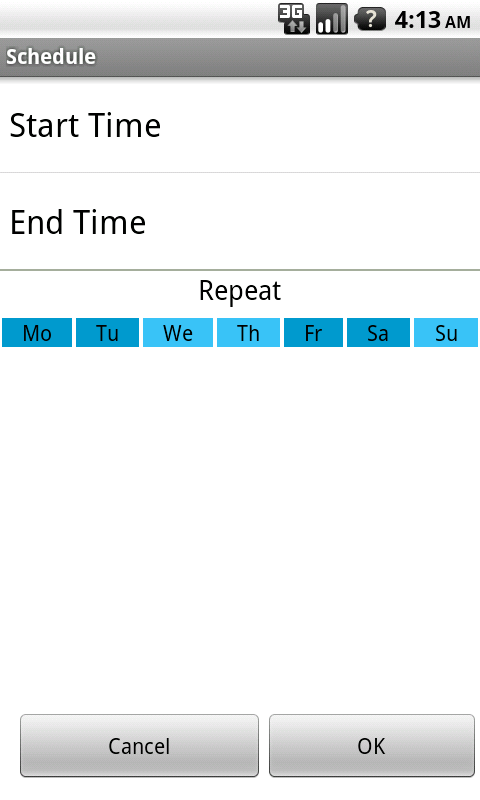 3G ? 4:13 AM
Schedule
Start Time
End Time
Repeat
Mo Tu We Th Fr Sa Su
Cancel OK